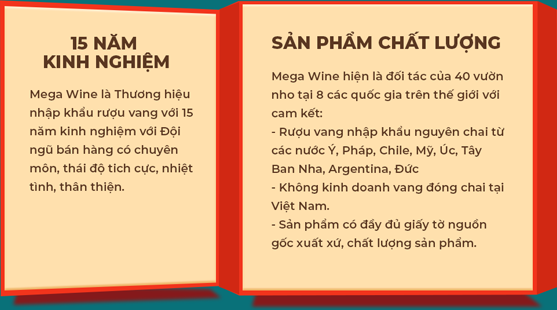 15 NĂM
KINH NGHIỆM
Mega Wine là Thương hiệu
nhập khẩu rượu vang với 15
năm kinh nghiệm với Đội
ngũ bán hàng có chuyên
môn, thái độ tích cực, nhiệt
tình, thân thiện.
SẢN PHẨM CHẤT LƯỢNG
Mega Wine hiện là đối tác của 40 vườn
nho tại 8 các quốc gia trên thế giới với
cam kết:
- Rượu vang nhập khẩu nguyên chai từ
các nước Ý, Pháp, Chile, Mỹ, Úc, Tây
Ban Nha, Argentina, Đức
- Không kinh doanh vang đóng chai tại
Việt Nam.
- Sản phẩm có đầy đủ giấy tờ nguồn
gốc xuất xứ, chất lượng sản phẩm.